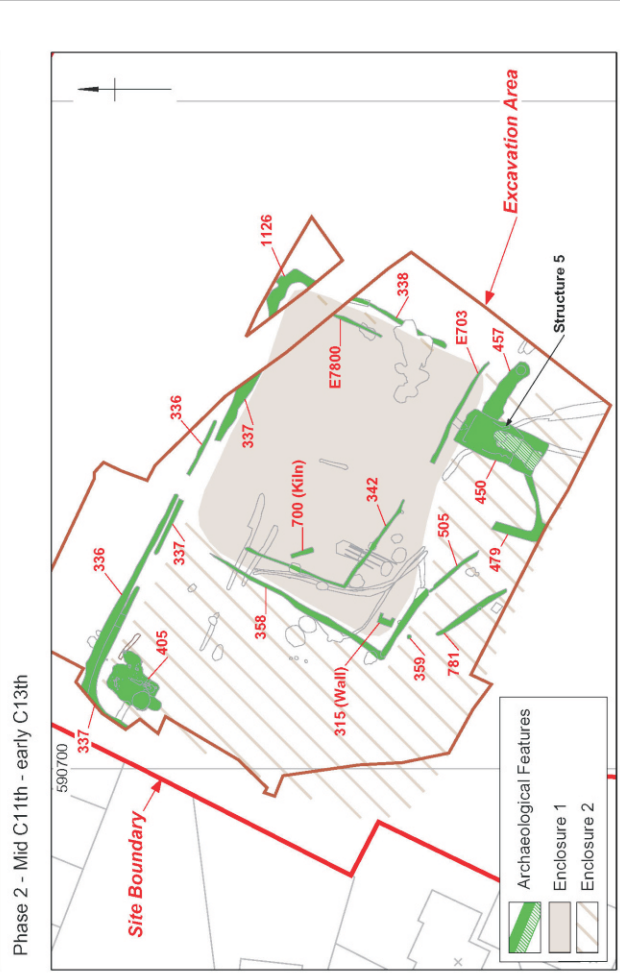 Phase 2 - Mid C11th - early C13th
590700
Site Boundary
Excavation Area
1126
336
337
E7800
338
E703
457
Structure 5
336
337
700 (Kiln)
342
450
505
479
358
405
337
315 (Wall)
359
781
Archaeological Features
Enclosure 1
Enclosure 2